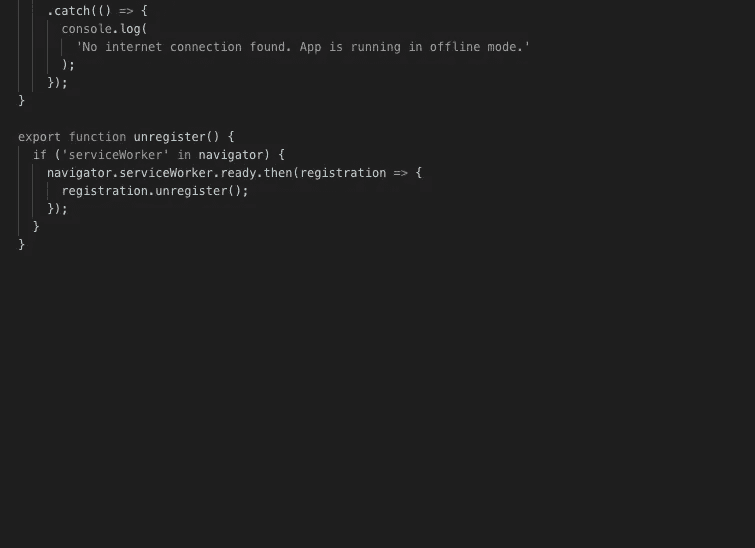 .catch(() => {
console.log(
'No internet connection found. App is running in offline mode.'
);
});
}
export function unregister() {
if ('serviceWorker' in navigator) {
navigator.serviceWorker.ready.then(registration => {
registration.unregister();
});
}
}